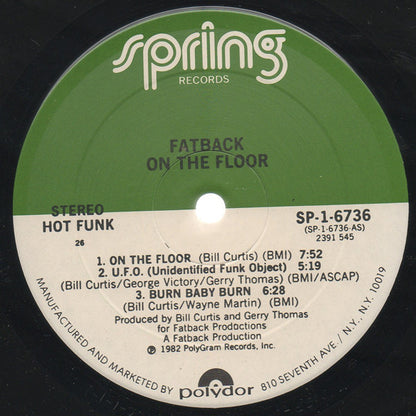 spring
RECORDS
FATBACK
ON THE FLOOR
STEREO
HOT FUNK
26
SP-1-6736
(SP-1-6736-AS)
2391 545
1. ON THE FLOOR (Bill Curtis) (BMI) 7:52
2. U.F.O. (Unidentified Funk Object) 5:19
(Bill Curtis/George Victory/Gerry Thomas) (BMI/ASCAP)
3. BURN BABY BURN 6:28
(Bill Curtis/Wayne Martin) (BMI)
Produced by Bill Curtis and Gerry Thomas
for Fatback Productions
A Fatback Production
℗ 1982 PolyGram Records, Inc.
MANUFACTURED AND MARKETED BY polydor 810 SEVENTH AVE. / N.Y., N.Y. 10019